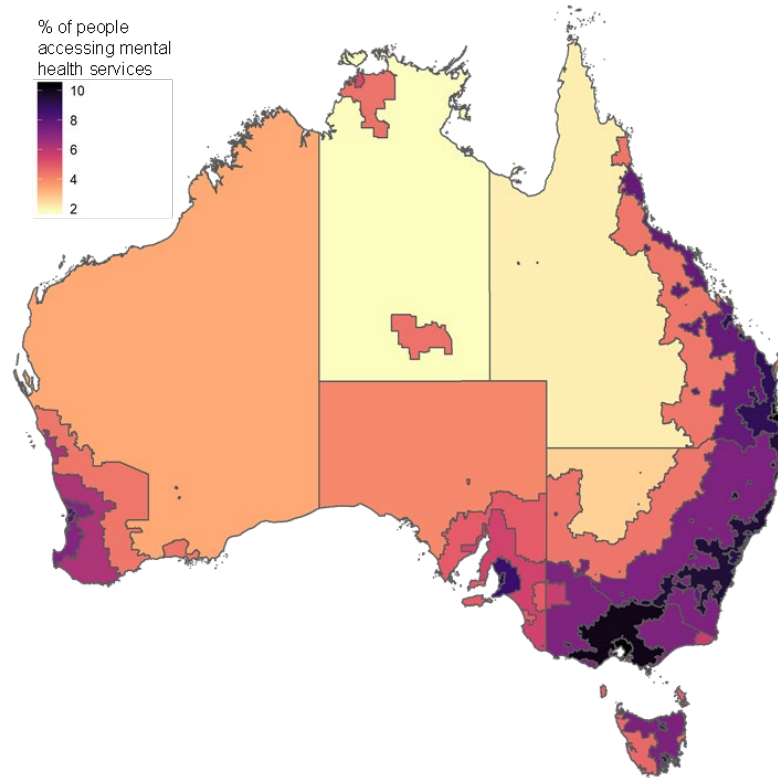 % of people
accessing mental
health services
10
8
6
4
2